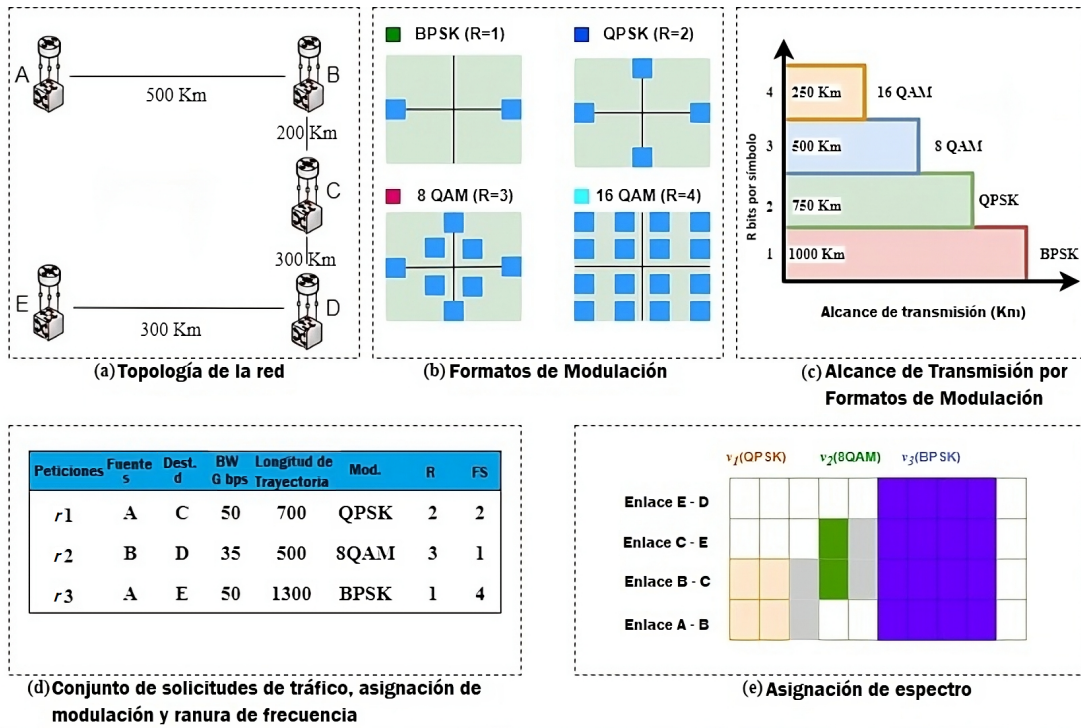 A
B
500 Km
200 Km
C
300 Km
E
D
300 Km
(a) Topología de la red
BPSK (R=1)
QPSK (R=2)
8 QAM (R=3)
16 QAM (R=4)
(b) Formatos de Modulación
R bits por símbolo
4
250 Km
16 QAM
3
500 Km
8 QAM
2
750 Km
QPSK
1
1000 Km
BPSK
Alcance de transmisión (Km)
(c) Alcance de Transmisión por
Formatos de Modulación
Peticiones Fuente s Dest. d BW G bps Longitud de Trayectoria Mod. R FS
r1 A C 50 700 QPSK 2 2
r2 B D 35 500 8QAM 3 1
r3 A E 50 1300 BPSK 1 4
(d) Conjunto de solicitudes de tráfico, asignación de
modulación y ranura de frecuencia
v1(QPSK) v2(8QAM) v3(BPSK)
Enlace E - D
Enlace C - E
Enlace B - C
Enlace A - B
(e) Asignación de espectro